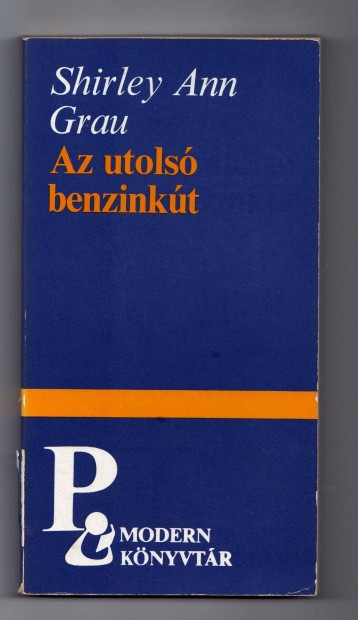 Shirley Ann
Grau
Az utolsó
benzinkút
P
MODERN
KÖNYVTÁR